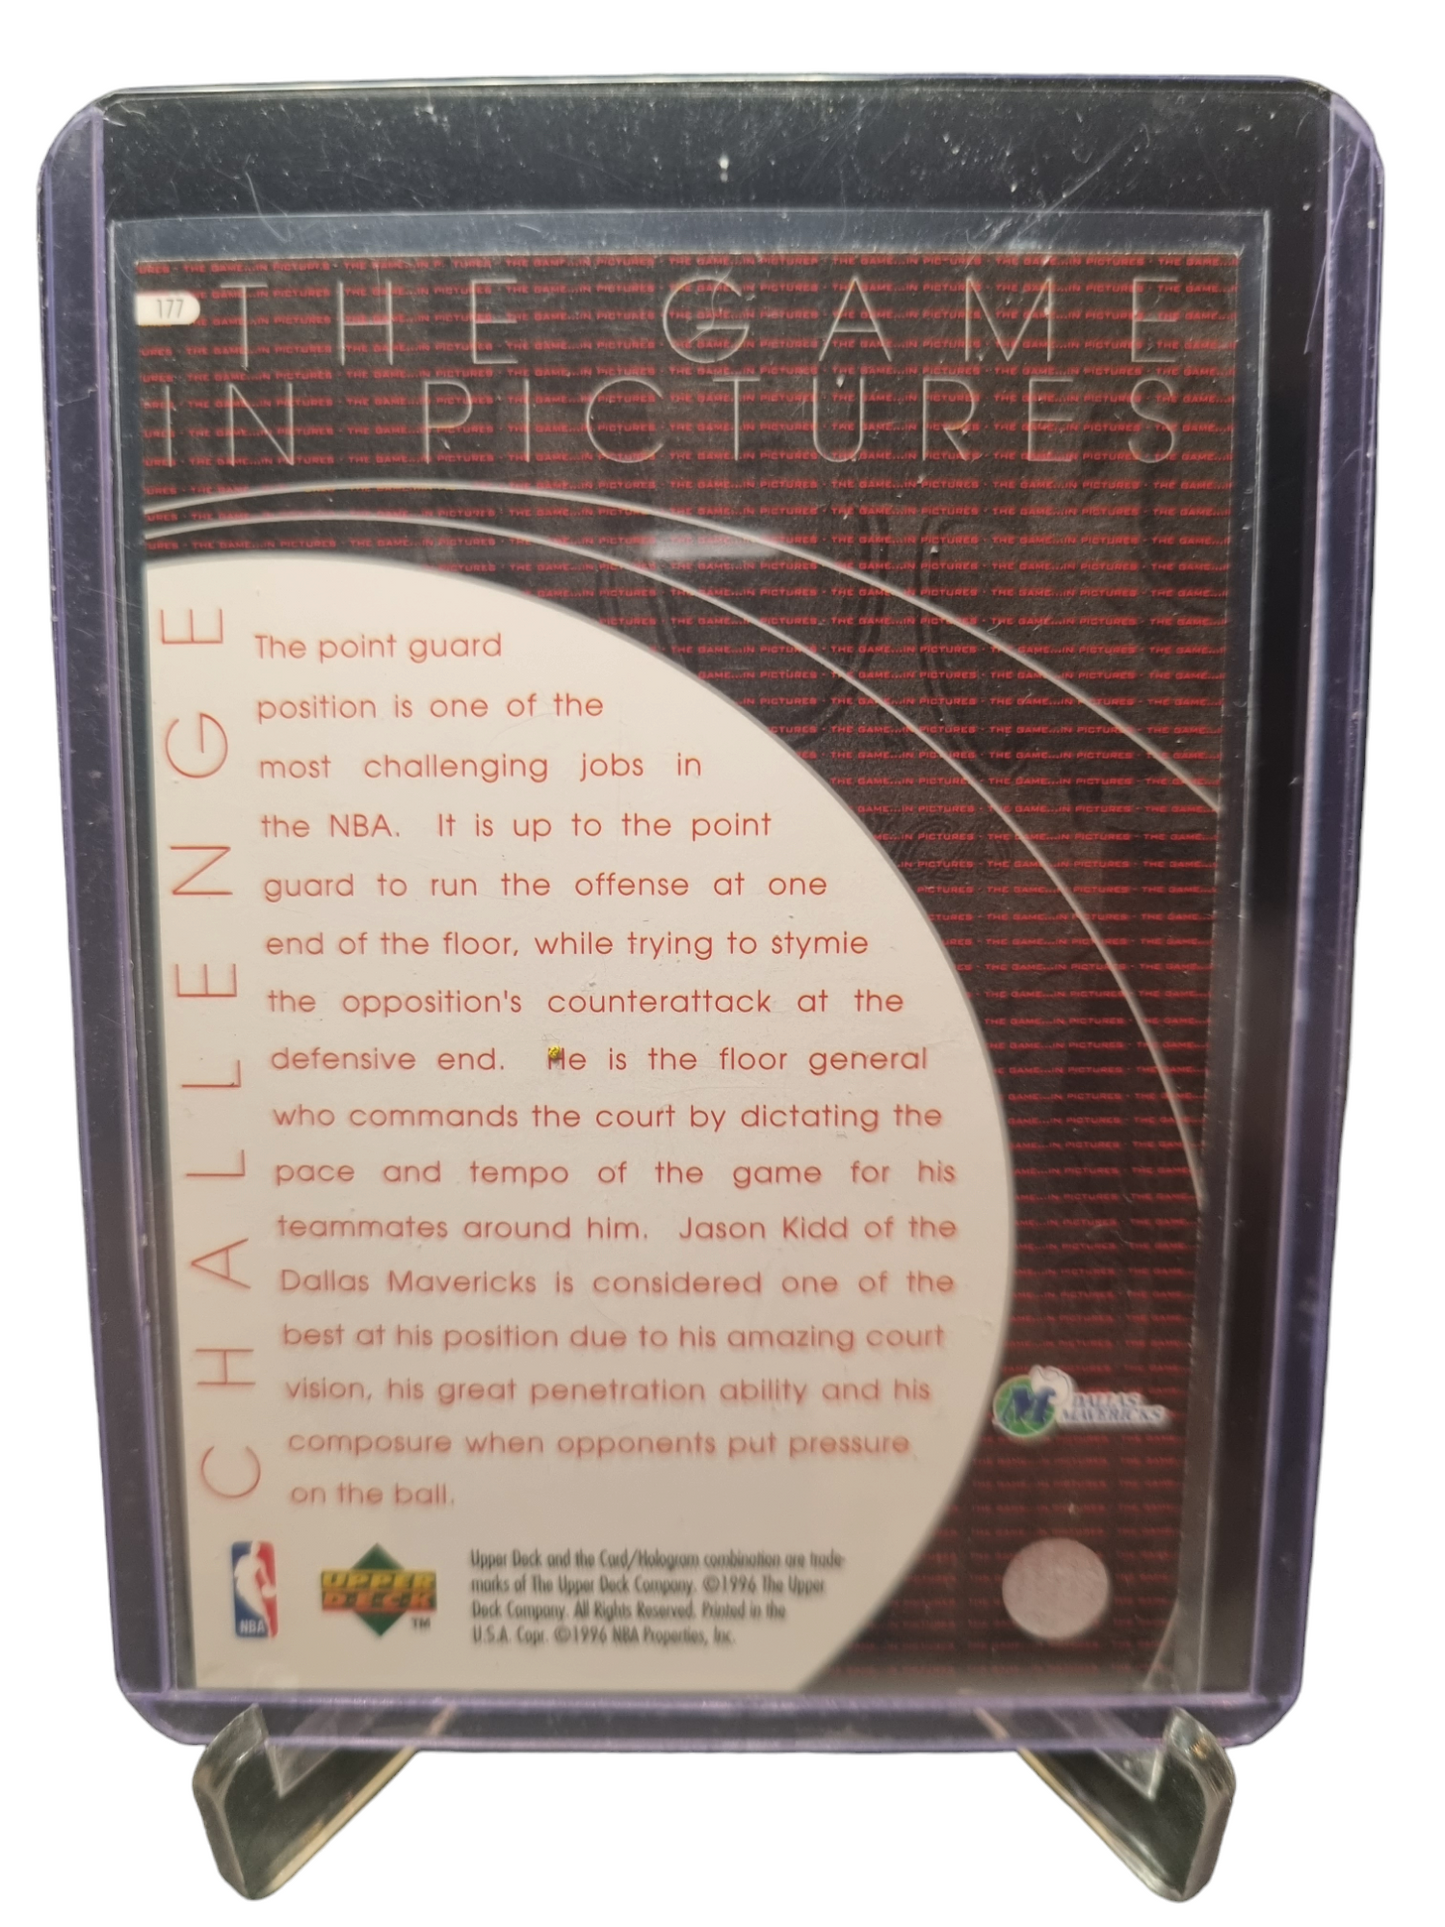 177
THE GAME
IN PICTURES
CHALLENGE
The point guard
position is one of the
most challenging jobs in
the NBA. It is up to the point
guard to run the offense at one
end of the floor, while trying to stymie
the opposition's counterattack at the
defensive end. He is the floor general
who commands the court by dictating the
pace and tempo of the game for his
teammates around him. Jason Kidd of the
Dallas Mavericks is considered one of the
best at his position due to his amazing court
vision, his great penetration ability and his
composure when opponents put pressure
on the ball.
DALLAS
MAVERICKS
NBA
UPPER
DECK
TM
Upper Deck and the Card/Hologram combination are trade-
marks of The Upper Deck Company. ©1996 The Upper
Deck Company. All Rights Reserved. Printed in the
U.S.A. Copr. ©1996 NBA Properties, Inc.